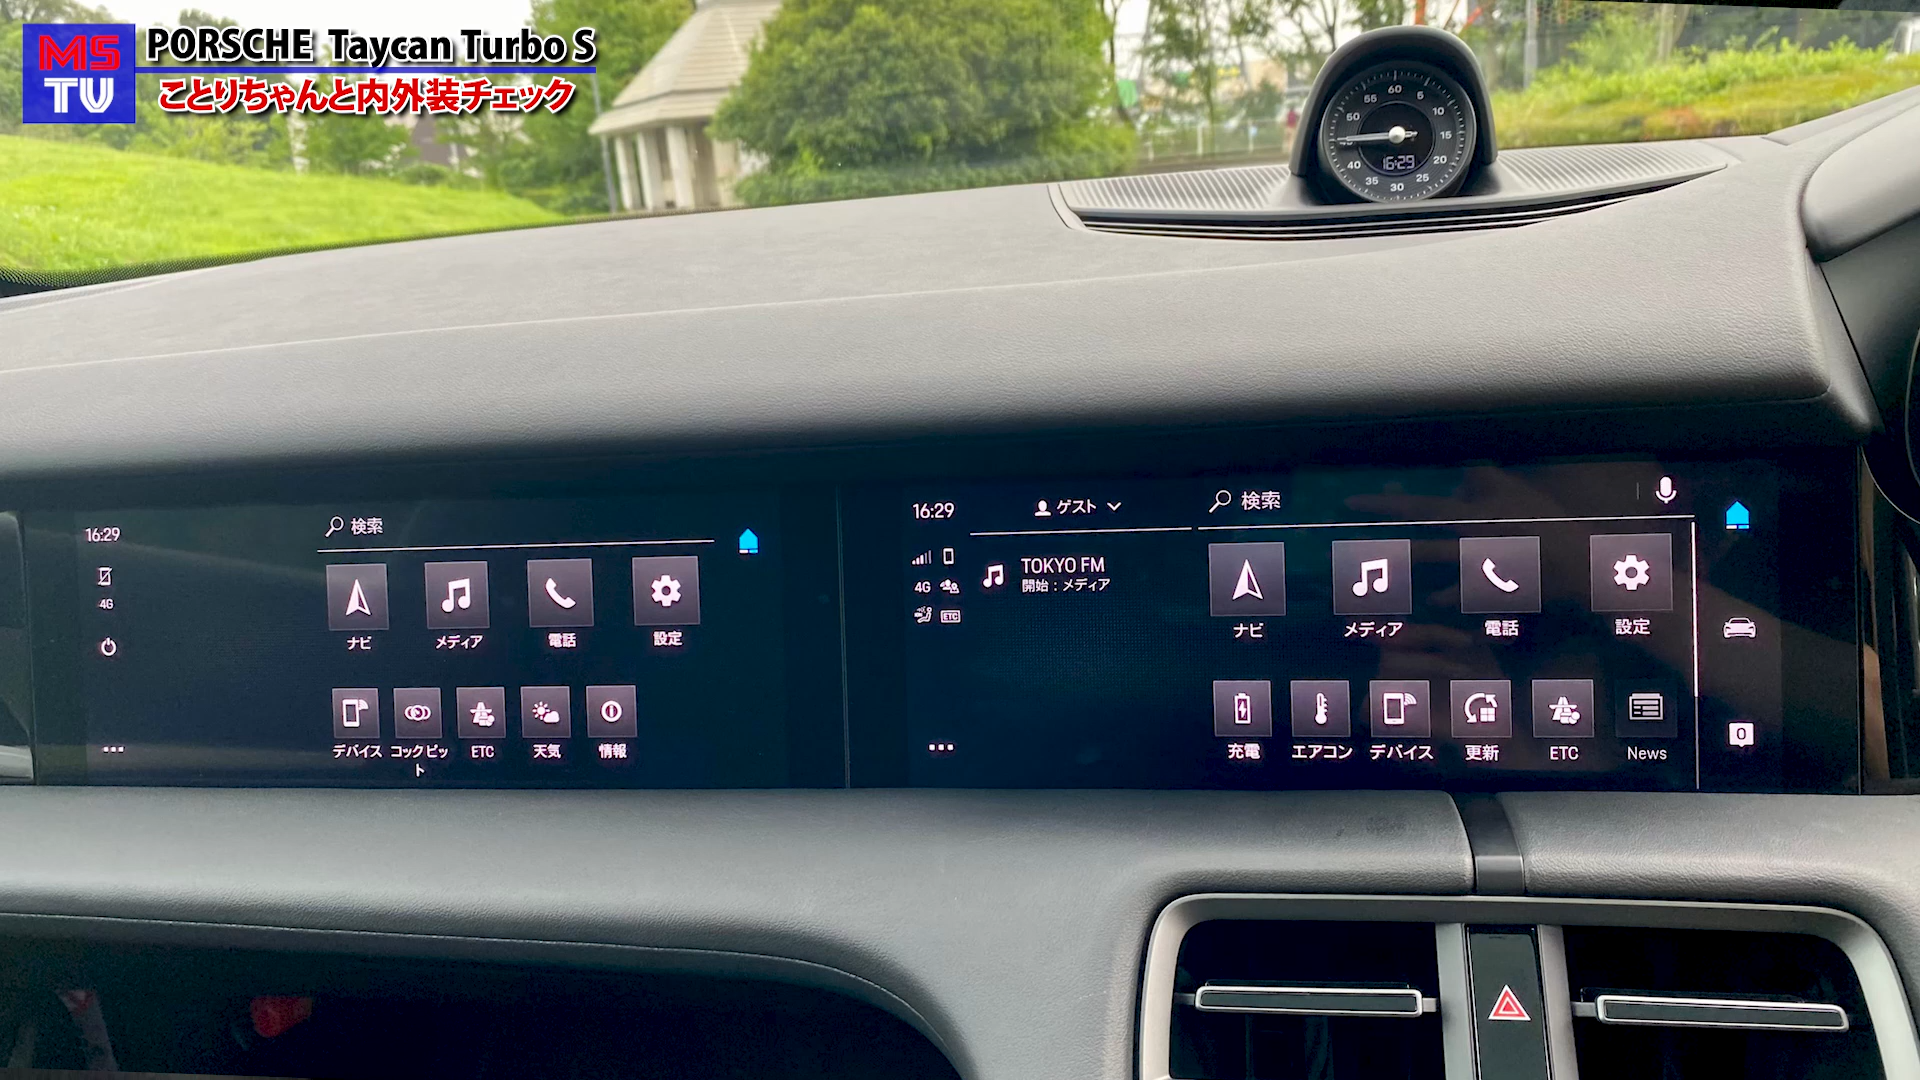 MS
TV
PORSCHE Taycan Turbo S
ことりちゃんと内外装チェック
60
55
5
50
10
15
40
20
35
25
30
16:29
16:29
検索
4G
ナビ
メディア
電話
設定
デバイス
コックピッ
ト
ETC
天気
情報
16:29
ゲスト
検索
4G
ETC
TOKYO FM
開始：メディア
ナビ
メディア
電話
設定
充電
エアコン
デバイス
更新
ETC
News
0